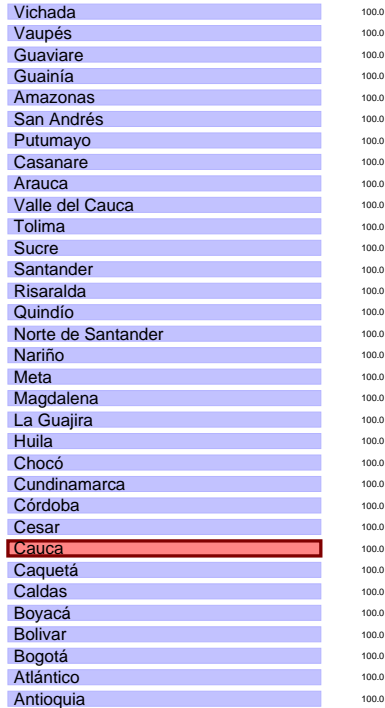 Vichada 100.0
Vaupés 100.0
Guaviare 100.0
Guainía 100.0
Amazonas 100.0
San Andrés 100.0
Putumayo 100.0
Casanare 100.0
Arauca 100.0
Valle del Cauca 100.0
Tolima 100.0
Sucre 100.0
Santander 100.0
Risaralda 100.0
Quindío 100.0
Norte de Santander 100.0
Nariño 100.0
Meta 100.0
Magdalena 100.0
La Guajira 100.0
Huila 100.0
Chocó 100.0
Cundinamarca 100.0
Córdoba 100.0
Cesar 100.0
Cauca 100.0
Caquetá 100.0
Caldas 100.0
Boyacá 100.0
Bolivar 100.0
Bogotá 100.0
Atlántico 100.0
Antioquia 100.0